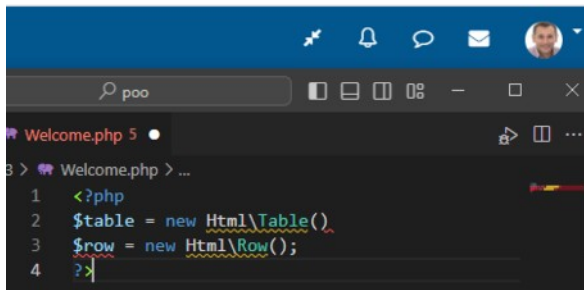 poo
Welcome.php 5
3 > Welcome.php > ...
1 <?php
2 $table = new Html\Table()
3 $row = new Html\Row();
4 ?>